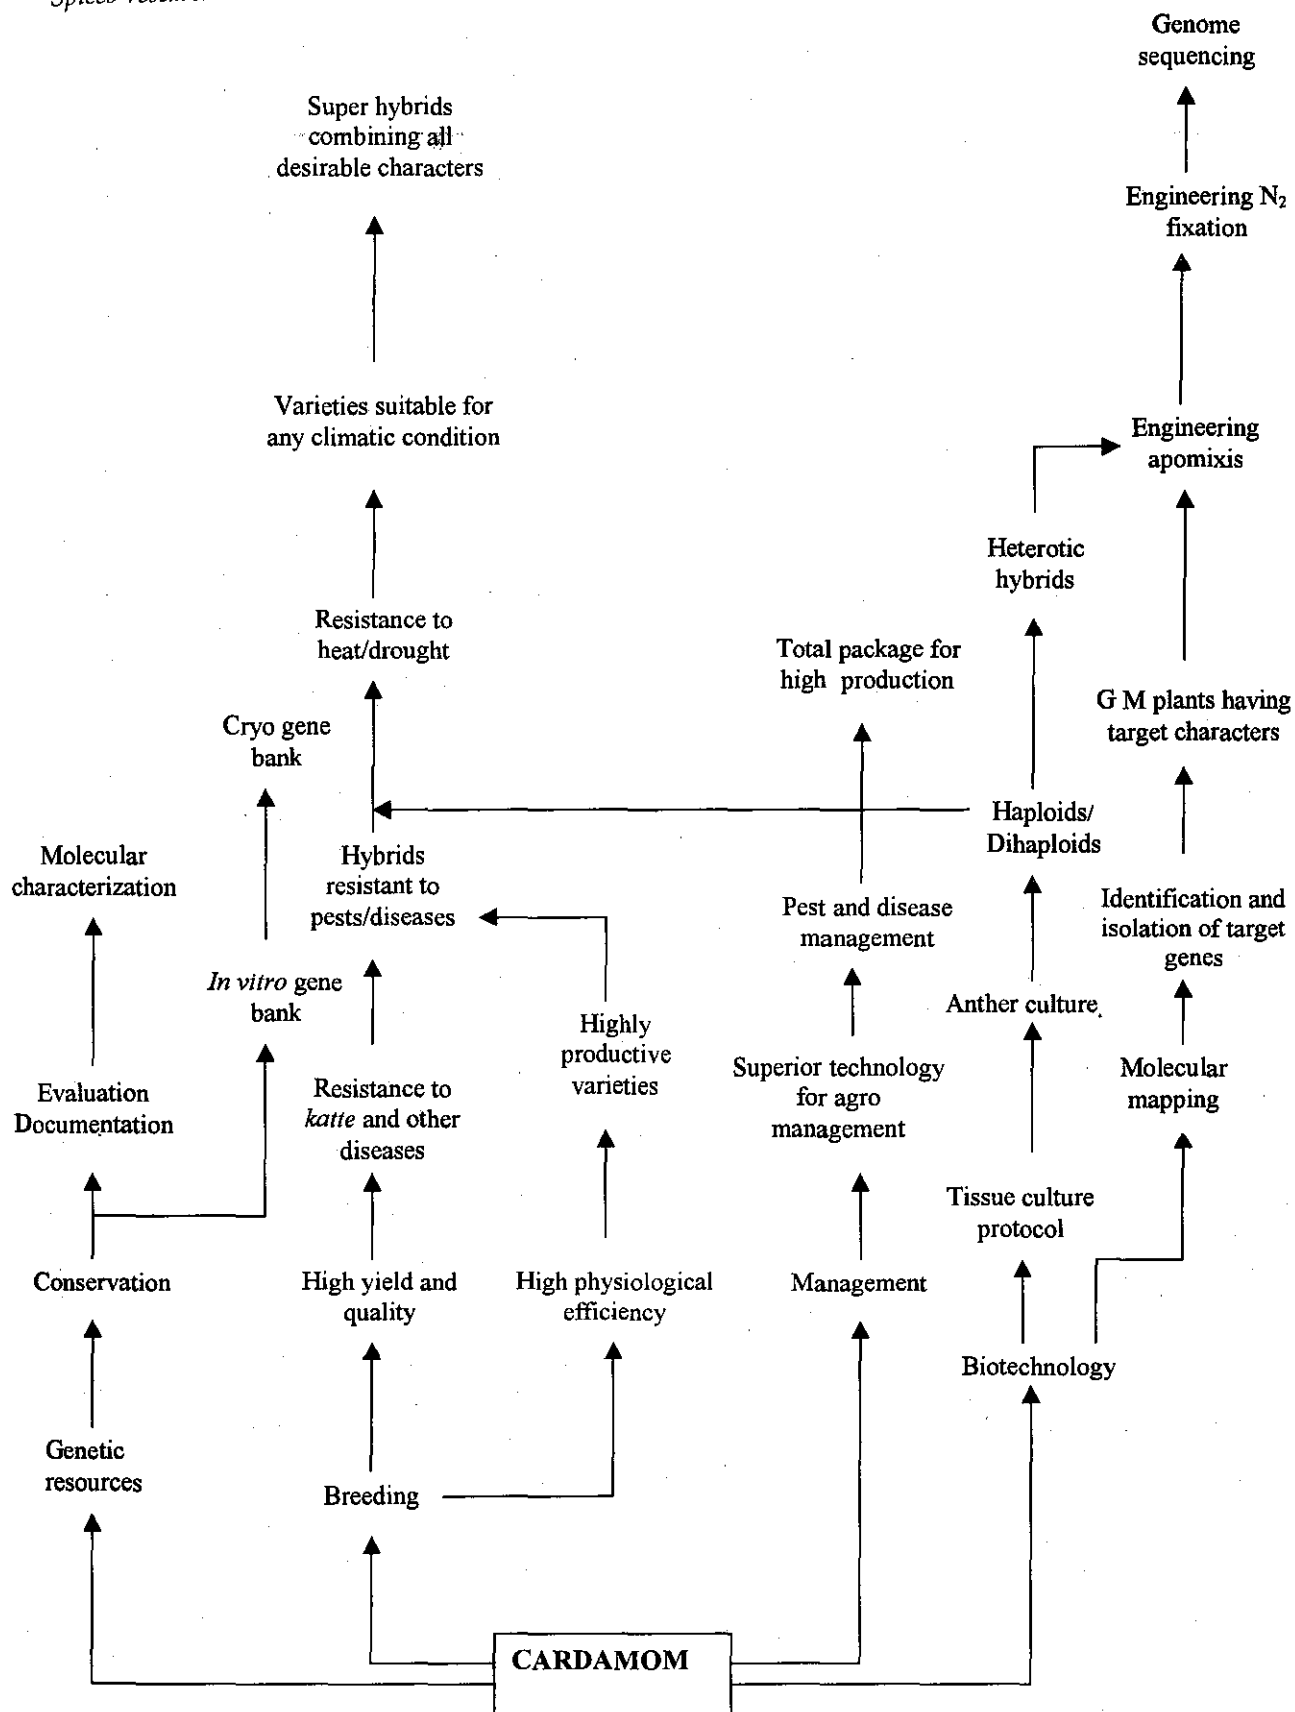 Spices
Genome
sequencing
Super hybrids
combining all
desirable characters
Engineering N₂
fixation
Varieties suitable for
any climatic condition
Engineering
apomixis
Heterotic
hybrids
Resistance to
heat/drought
Total package for
high production
G M plants having
target characters
Cryo gene
bank
Haploids/
Dihaploids
Molecular
characterization
Hybrids
resistant to
pests/diseases
Pest and disease
management
Identification and
isolation of target
genes
In vitro gene
bank
Anther culture
Highly
productive
varieties
Superior technology
for agro
management
Molecular
mapping
Evaluation
Documentation
Resistance to
katte and other
diseases
Tissue culture
protocol
Conservation
High yield and
quality
High physiological
efficiency
Management
Biotechnology
Genetic
resources
Breeding
CARDAMOM